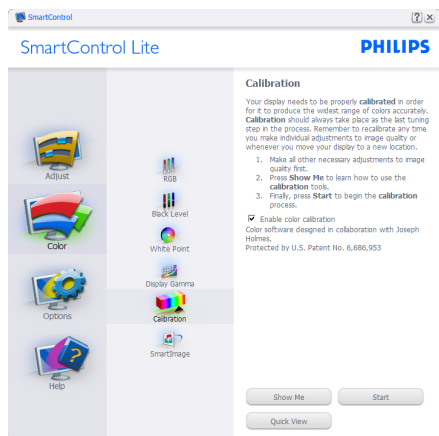 SmartControl
SmartControl Lite
PHILIPS
Adjust
Color
Options
Help
RGB
Black Level
White Point
Display Gamma
Calibration
SmartImage
Calibration
Your display needs to be properly calibrated in order
for it to produce the widest range of colors accurately.
Calibration should always take place as the last tuning
step in the process. Remember to recalibrate any time
you make individual adjustments to image quality or
whenever you move your display to a new location.
1. Make all other necessary adjustments to image
quality first.
2. Press Show Me to learn how to use the
calibration tools.
3. Finally, press Start to begin the calibration
process.
Enable color calibration
Color software designed in collaboration with Joseph
Holmes.
Protected by U.S. Patent No. 6,686,953
Show Me
Start
Quick View